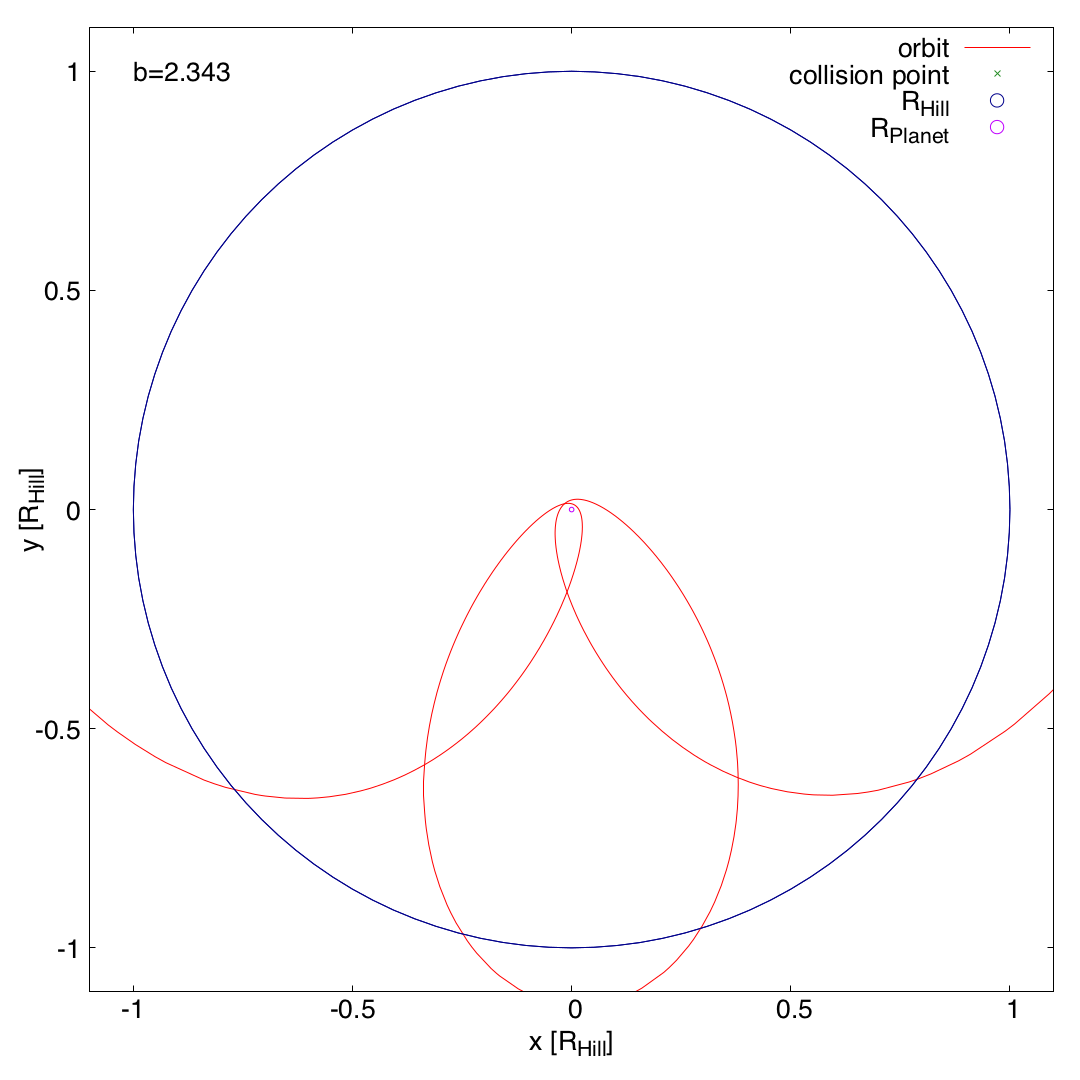 b=2.343
orbit
collision point
R_Hill
R_Planet
1
0.5
0
-0.5
-1
y [R_Hill]
-1
-0.5
0
0.5
1
x [R_Hill]